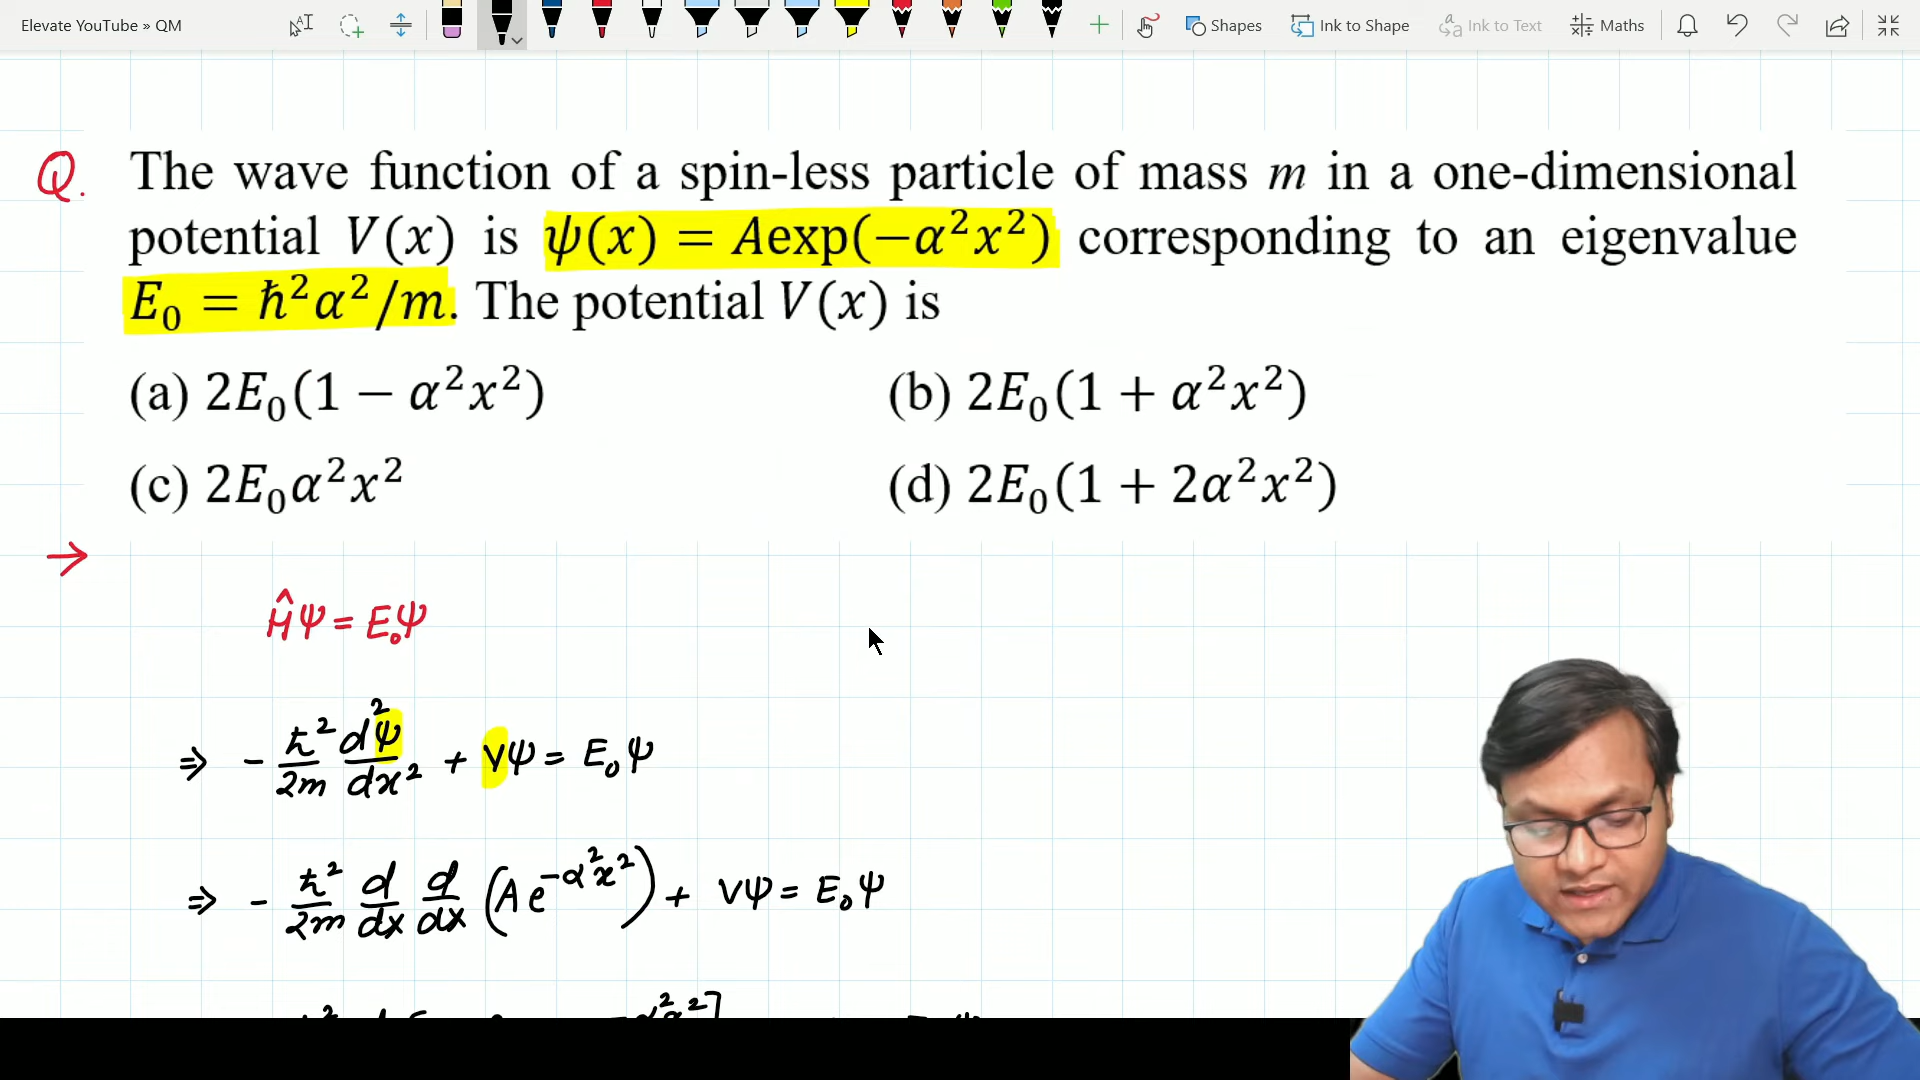 Elevate YouTube » QM
Shapes
Ink to Shape
Ink to Text
Maths
Q. The wave function of a spin-less particle of mass m in a one-dimensional
potential V(x) is ψ(x) = Aexp(−α²x²) corresponding to an eigenvalue
E₀ = ħ²α²/m. The potential V(x) is
(a) 2E₀(1 − α²x²) (b) 2E₀(1 + α²x²)
(c) 2E₀α²x² (d) 2E₀(1 + 2α²x²)
→
Ĥψ = E₀ψ
⇒ − ħ²/2m d²ψ/dx² + Vψ = E₀ψ
⇒ − ħ²/2m d/dx d/dx (A e^{−α²x²}) + Vψ = E₀ψ